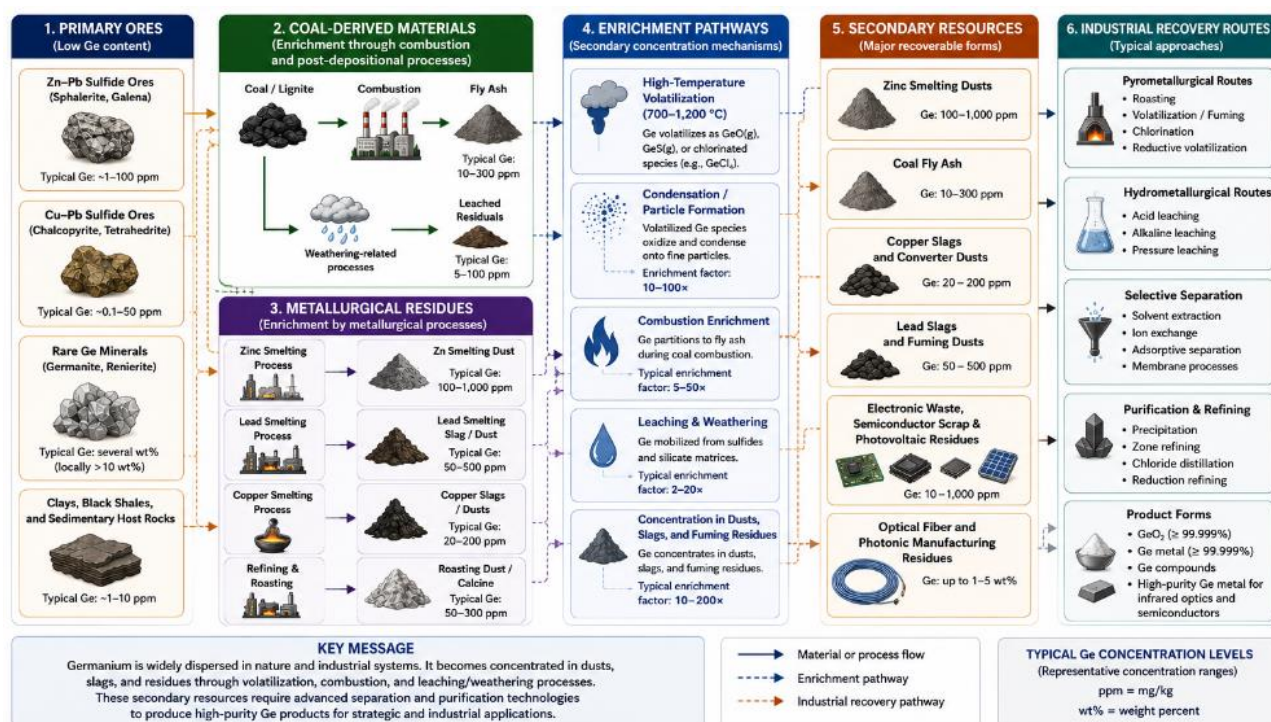 1. PRIMARY ORES
(Low Ge content)
Zn–Pb Sulfide Ores
(Sphalerite, Galena)
Typical Ge: ~1–100 ppm
Cu–Pb Sulfide Ores
(Chalcopyrite, Tetrahedrite)
Typical Ge: ~0.1–50 ppm
Rare Ge Minerals
(Germanite, Renierite)
Typical Ge: several wt%
(locally >10 wt%)
Clays, Black Shales,
and Sedimentary Host Rocks
Typical Ge: ~1–10 ppm
2. COAL-DERIVED MATERIALS
(Enrichment through combustion
and post-depositional processes)
Coal / Lignite
Combustion
Fly Ash
Typical Ge:
10–300 ppm
Weathering-related
processes
Leached
Residuals
Typical Ge:
5–100 ppm
3. METALLURGICAL RESIDUES
(Enrichment by metallurgical processes)
Zinc Smelting
Process
Zn Smelting Dust
Typical Ge:
100–1,000 ppm
Lead Smelting
Process
Lead Smelting
Slag / Dust
Typical Ge:
50–500 ppm
Copper Smelting
Process
Copper Slags
/ Dusts
Typical Ge:
20–200 ppm
Refining &
Roasting
Roasting Dust /
Calcine
Typical Ge:
50–300 ppm
4. ENRICHMENT PATHWAYS
(Secondary concentration mechanisms)
High-Temperature
Volatilization
(700–1,200 °C)
Ge volatilizes as GeO(g),
GeS(g), or chlorinated
species (e.g., GeCl₄).
Condensation /
Particle Formation
Volatilized Ge species
oxidize and condense
onto fine particles.
Enrichment factor:
10–100×
Combustion Enrichment
Ge partitions to fly ash
during coal combustion.
Typical enrichment
factor: 5–50×
Leaching & Weathering
Ge mobilized from sulfides
and silicate matrices.
Typical enrichment
factor: 2–20×
Concentration in Dusts,
Slags, and Fuming Residues
Ge concentrates in dusts,
slags, and fuming residues.
Typical enrichment
factor: 10–200×
5. SECONDARY RESOURCES
(Major recoverable forms)
Zinc Smelting Dusts
Ge: 100–1,000 ppm
Coal Fly Ash
Ge: 10–300 ppm
Copper Slags
and Converter Dusts
Ge: 20–200 ppm
Lead Slags
and Fuming Dusts
Ge: 50–500 ppm
Electronic Waste,
Semiconductor Scrap &
Photovoltaic Residues
Ge: 10–1,000 ppm
Optical Fiber and
Photonic Manufacturing
Residues
Ge: up to 1–5 wt%
6. INDUSTRIAL RECOVERY ROUTES
(Typical approaches)
Pyrometallurgical Routes
• Roasting
• Volatilization / Fuming
• Chlorination
• Reductive volatilization
Hydrometallurgical Routes
• Acid leaching
• Alkaline leaching
• Pressure leaching
Selective Separation
• Solvent extraction
• Ion exchange
• Adsorptive separation
• Membrane processes
Purification & Refining
• Precipitation
• Zone refining
• Chloride distillation
• Reduction refining
Product Forms
• GeO₂ (≥ 99.999%)
• Ge metal (≥ 99.999%)
• Ge compounds
• High-purity Ge metal for
infrared optics and
semiconductors
KEY MESSAGE
Germanium is widely dispersed in nature and industrial systems. It becomes concentrated in dusts,
slags, and residues through volatilization, combustion, and leaching/weathering processes.
These secondary resources require advanced separation and purification technologies
to produce high-purity Ge products for strategic and industrial applications.
Material or process flow
Enrichment pathway
Industrial recovery pathway
TYPICAL Ge CONCENTRATION LEVELS
(Representative concentration ranges)
ppm = mg/kg
wt% = weight percent